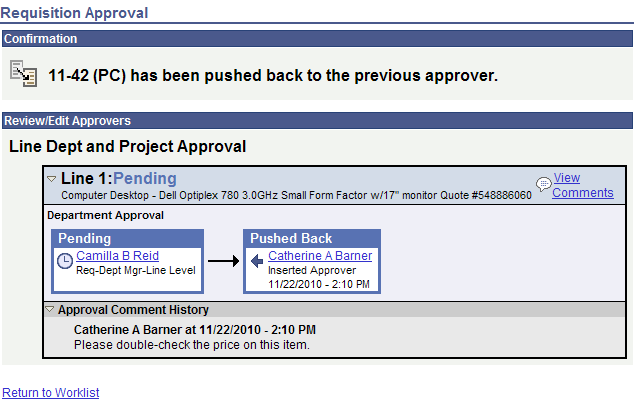 Requisition Approval
Confirmation
11-42 (PC) has been pushed back to the previous approver.
Review/Edit Approvers
Line Dept and Project Approval
Line 1:Pending
Computer Desktop - Dell Optiplex 780 3.0GHz Small Form Factor w/17" monitor Quote #548886060
View
Comments
Department Approval
Pending
Camilla B Reid
Req-Dept Mgr-Line Level
Pushed Back
Catherine A Barner
Inserted Approver
11/22/2010 - 2:10 PM
Approval Comment History
Catherine A Barner at 11/22/2010 - 2:10 PM
Please double-check the price on this item.
Return to Worklist